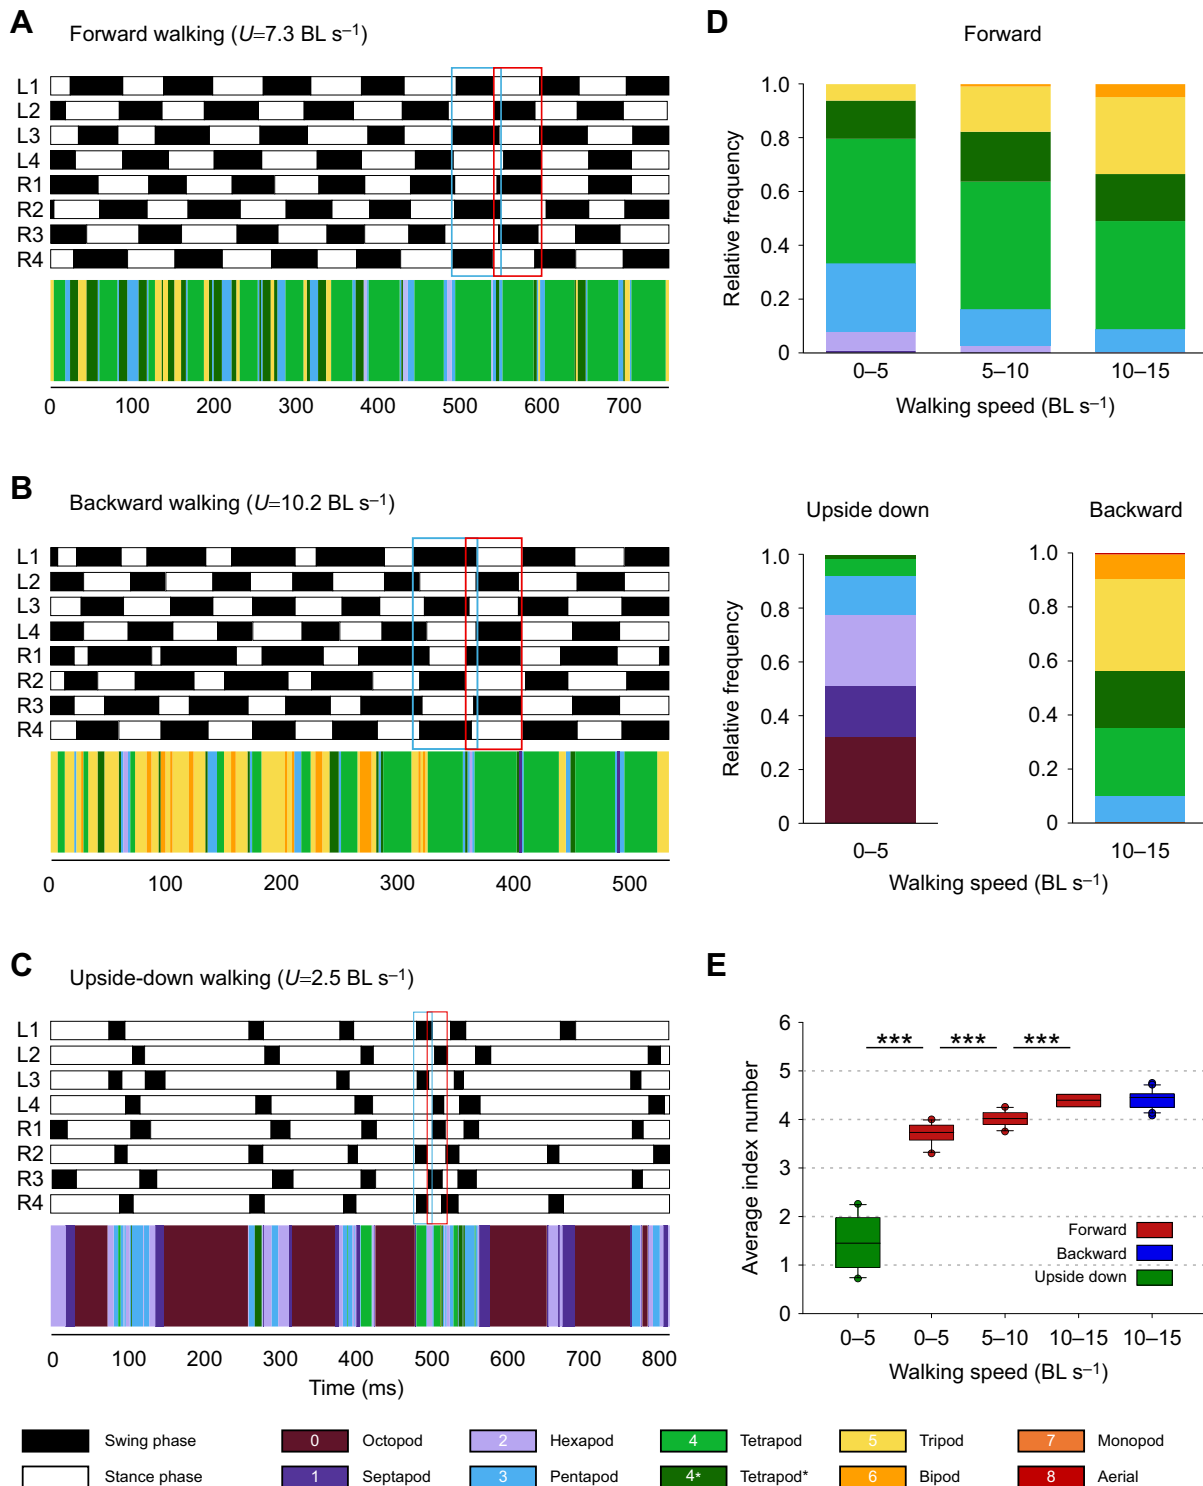 A
Forward walking (U=7.3 BL s⁻¹)
L1
L2
L3
L4
R1
R2
R3
R4
0 100 200 300 400 500 600 700
B
Backward walking (U=10.2 BL s⁻¹)
L1
L2
L3
L4
R1
R2
R3
R4
0 100 200 300 400 500
C
Upside-down walking (U=2.5 BL s⁻¹)
L1
L2
L3
L4
R1
R2
R3
R4
0 100 200 300 400 500 600 700 800
Time (ms)
D
Forward
Relative frequency
1.0
0.8
0.6
0.4
0.2
0
0–5 5–10 10–15
Walking speed (BL s⁻¹)
Upside down
Backward
Relative frequency
1.0
0.8
0.6
0.4
0.2
0
0–5
1.0
0.8
0.6
0.4
0.2
0
10–15
Walking speed (BL s⁻¹)
E
Average index number
6
5
4
3
2
1
0
*** *** ***
Forward
Backward
Upside down
0–5 0–5 5–10 10–15 10–15
Walking speed (BL s⁻¹)
Swing phase
0 Octopod
2 Hexapod
4 Tetrapod
5 Tripod
7 Monopod
Stance phase
1 Septapod
3 Pentapod
4* Tetrapod*
6 Bipod
8 Aerial